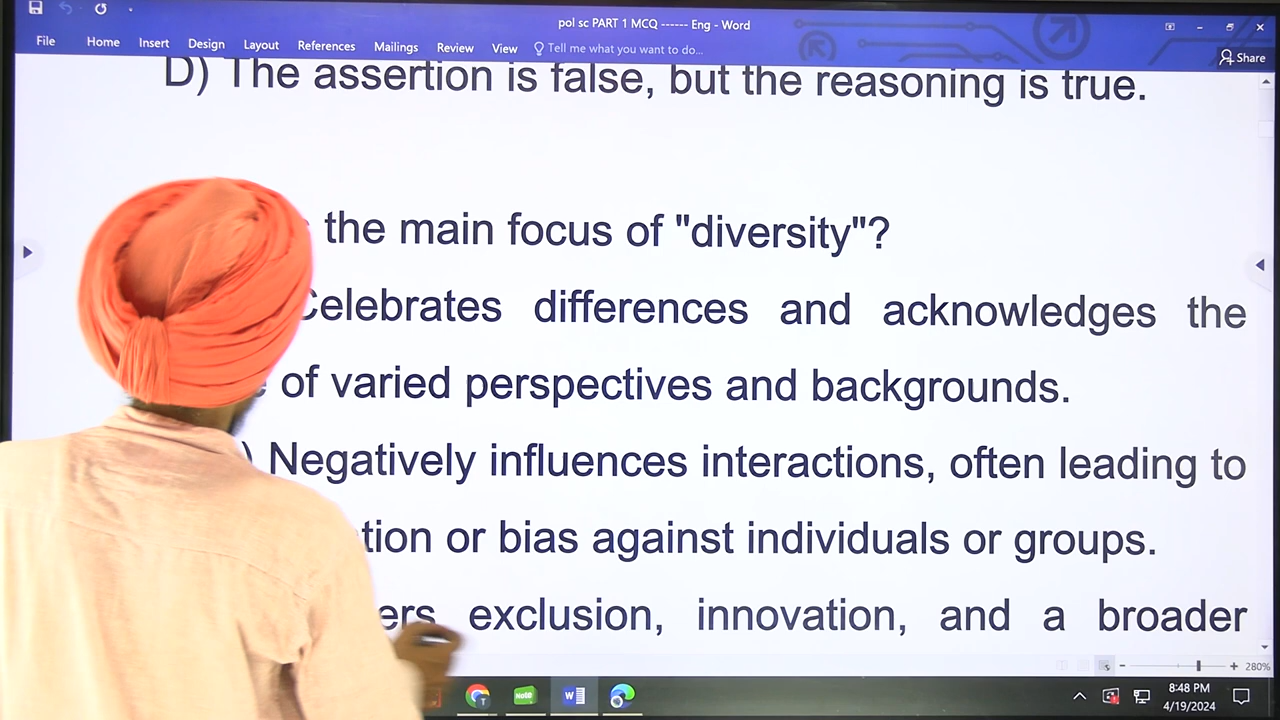 pol sc PART 1 MCQ ------ Eng - Word
File Home Insert Design Layout References Mailings Review View Tell me what you want to do...
Share
D) The assertion is false, but the reasoning is true.
the main focus of "diversity"?
Celebrates differences and acknowledges the
of varied perspectives and backgrounds.
) Negatively influences interactions, often leading to
tion or bias against individuals or groups.
ers exclusion, innovation, and a broader
280%
Note
8:48 PM
4/19/2024